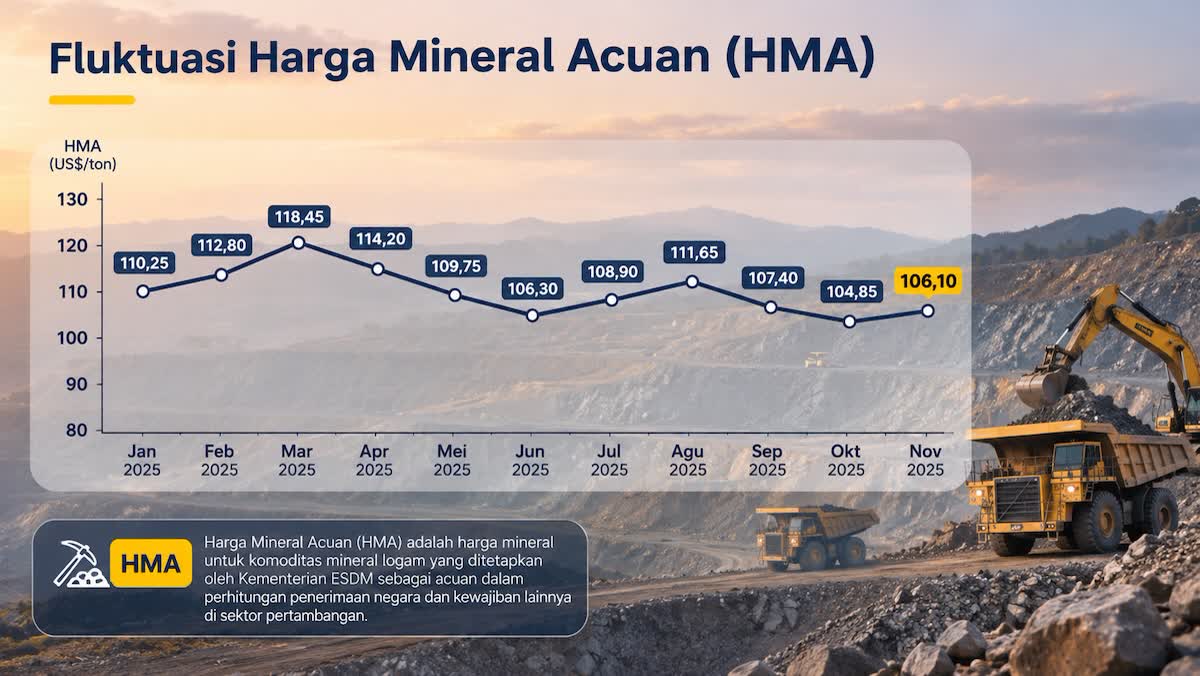 Fluktuasi Harga Mineral Acuan (HMA)
HMA
(US$/ton)
130
120
110
100
90
80
110,25
112,80
118,45
114,20
109,75
106,30
108,90
111,65
107,40
104,85
106,10
Jan
2025
Feb
2025
Mar
2025
Apr
2025
Mei
2025
Jun
2025
Jul
2025
Agu
2025
Sep
2025
Okt
2025
Nov
2025
HMA
Harga Mineral Acuan (HMA) adalah harga mineral
untuk komoditas mineral logam yang ditetapkan
oleh Kementerian ESDM sebagai acuan dalam
perhitungan penerimaan negara dan kewajiban lainnya
di sektor pertambangan.